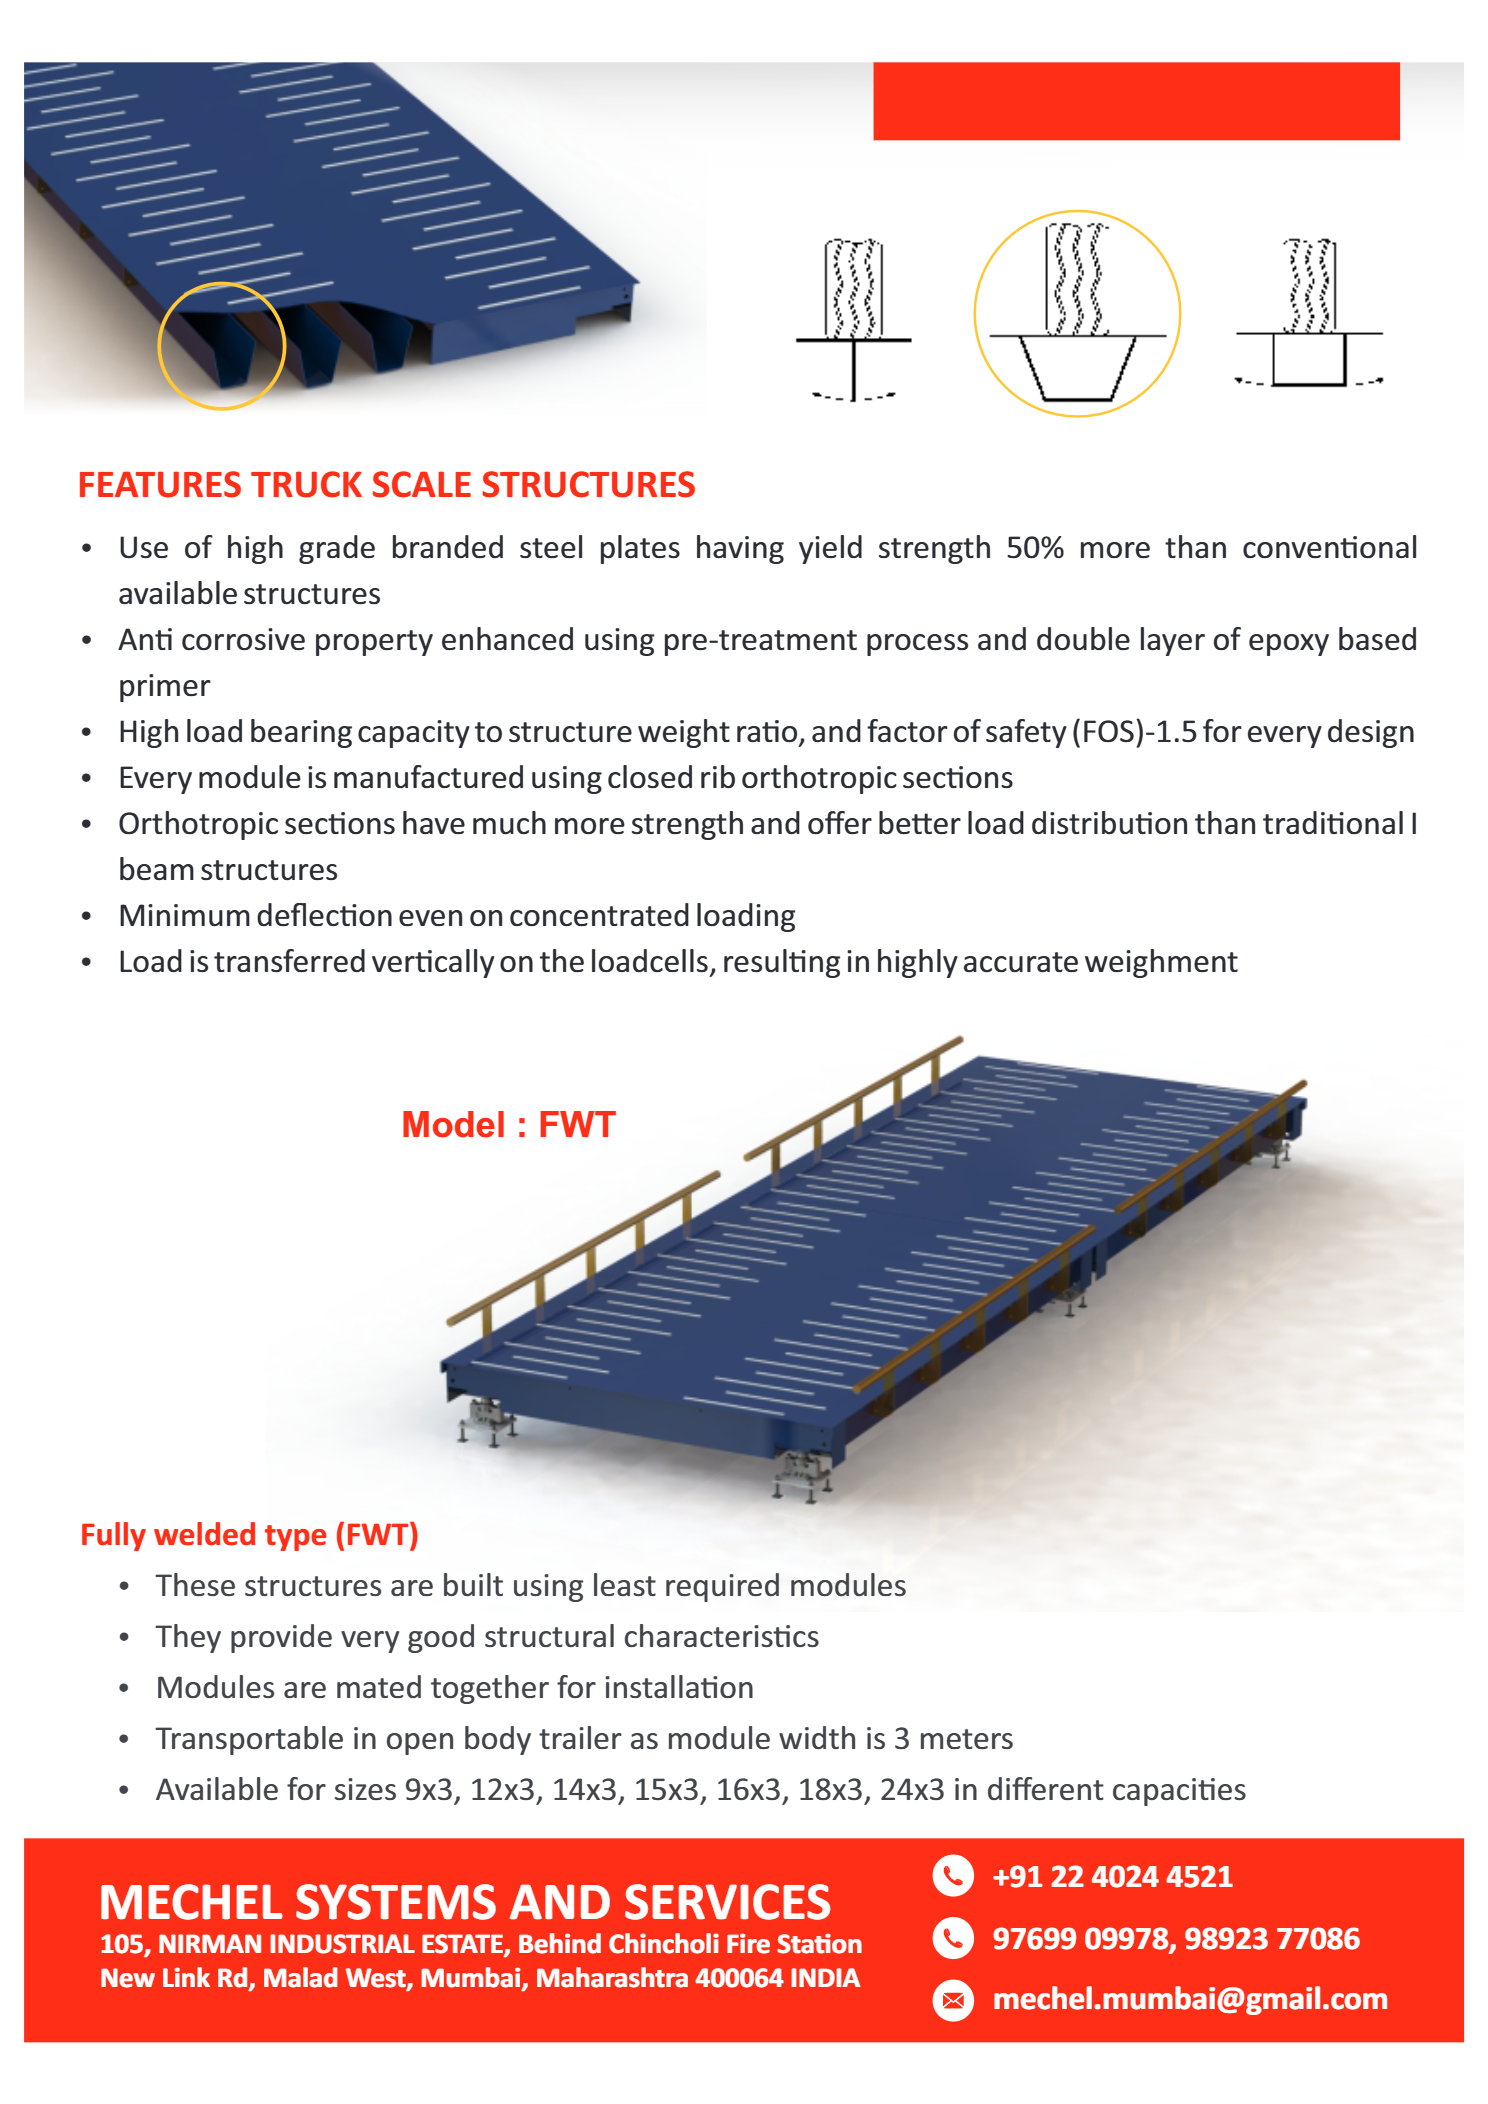 FEATURES TRUCK SCALE STRUCTURES
• Use of high grade branded steel plates having yield strength 50% more than conventional
available structures
• Anti corrosive property enhanced using pre-treatment process and double layer of epoxy based
primer
• High load bearing capacity to structure weight ratio, and factor of safety (FOS)-1.5 for every design
• Every module is manufactured using closed rib orthotropic sections
• Orthotropic sections have much more strength and offer better load distribution than traditional I
beam structures
• Minimum deflection even on concentrated loading
• Load is transferred vertically on the loadcells, resulting in highly accurate weighment
Model : FWT
Fully welded type (FWT)
• These structures are built using least required modules
• They provide very good structural characteristics
• Modules are mated together for installation
• Transportable in open body trailer as module width is 3 meters
• Available for sizes 9x3, 12x3, 14x3, 15x3, 16x3, 18x3, 24x3 in different capacities
MECHEL SYSTEMS AND SERVICES
105, NIRMAN INDUSTRIAL ESTATE, Behind Chincholi Fire Station
New Link Rd, Malad West, Mumbai, Maharashtra 400064 INDIA
+91 22 4024 4521
97699 09978, 98923 77086
mechel.mumbai@gmail.com